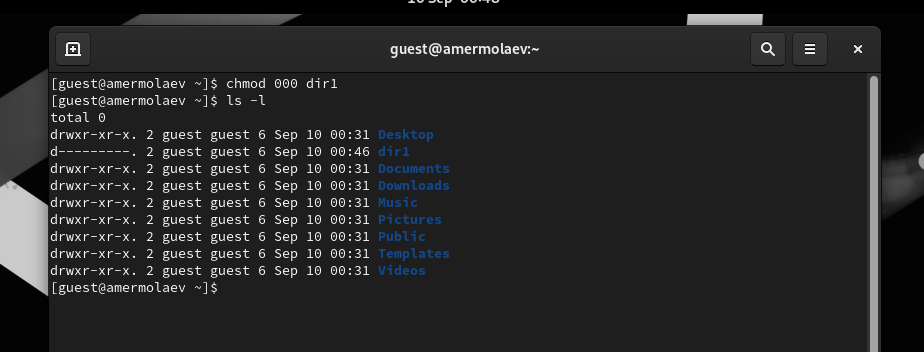 guest@amermolaev:~
[guest@amermolaev ~]$ chmod 000 dir1
[guest@amermolaev ~]$ ls -l
total 0
drwxr-xr-x. 2 guest guest 6 Sep 10 00:31 Desktop
d---------. 2 guest guest 6 Sep 10 00:46 dir1
drwxr-xr-x. 2 guest guest 6 Sep 10 00:31 Documents
drwxr-xr-x. 2 guest guest 6 Sep 10 00:31 Downloads
drwxr-xr-x. 2 guest guest 6 Sep 10 00:31 Music
drwxr-xr-x. 2 guest guest 6 Sep 10 00:31 Pictures
drwxr-xr-x. 2 guest guest 6 Sep 10 00:31 Public
drwxr-xr-x. 2 guest guest 6 Sep 10 00:31 Templates
drwxr-xr-x. 2 guest guest 6 Sep 10 00:31 Videos
[guest@amermolaev ~]$